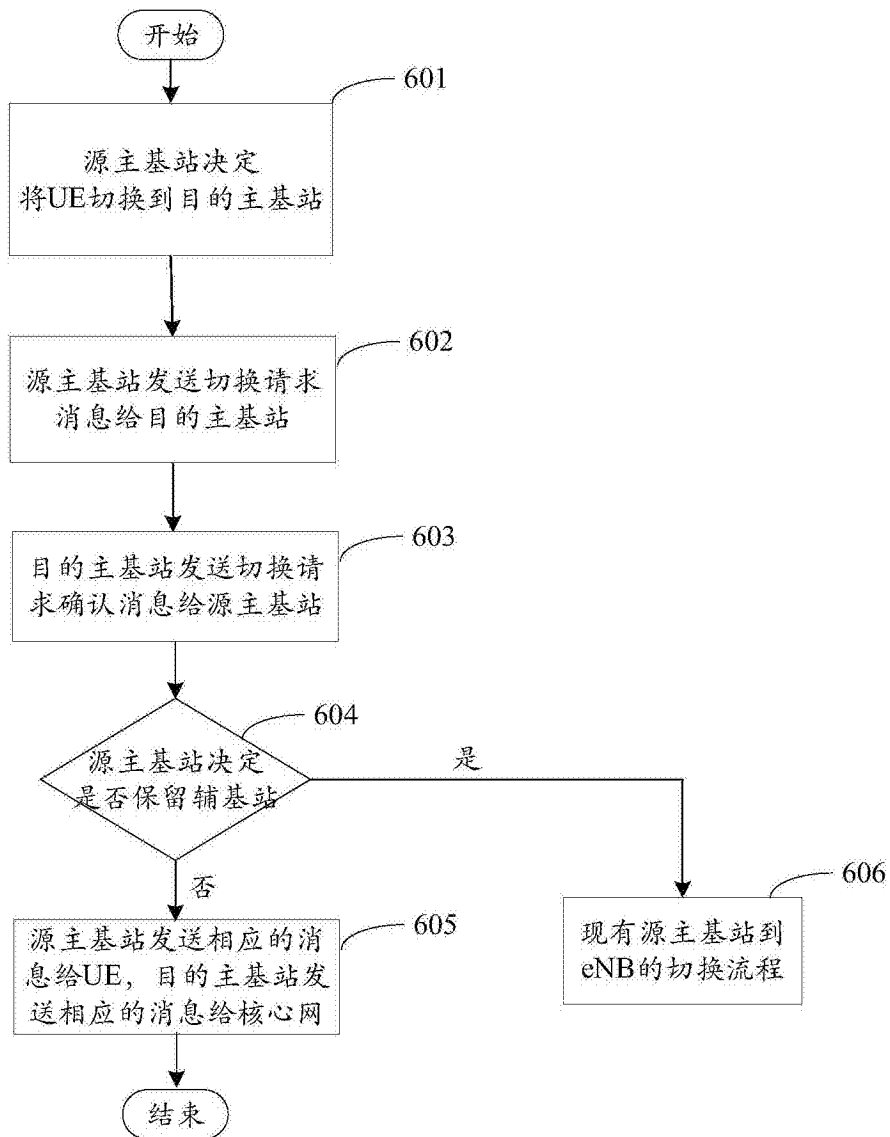 开始
601
源主基站决定
将UE切换到目的主基站
602
源主基站发送切换请求
消息给目的主基站
603
目的主基站发送切换请
求确认消息给源主基站
604
源主基站决定
是否保留辅基站
是
否
605
源主基站发送相应的消
息给UE，目的主基站发
送相应的消息给核心网
606
现有源主基站到
eNB的切换流程
结束